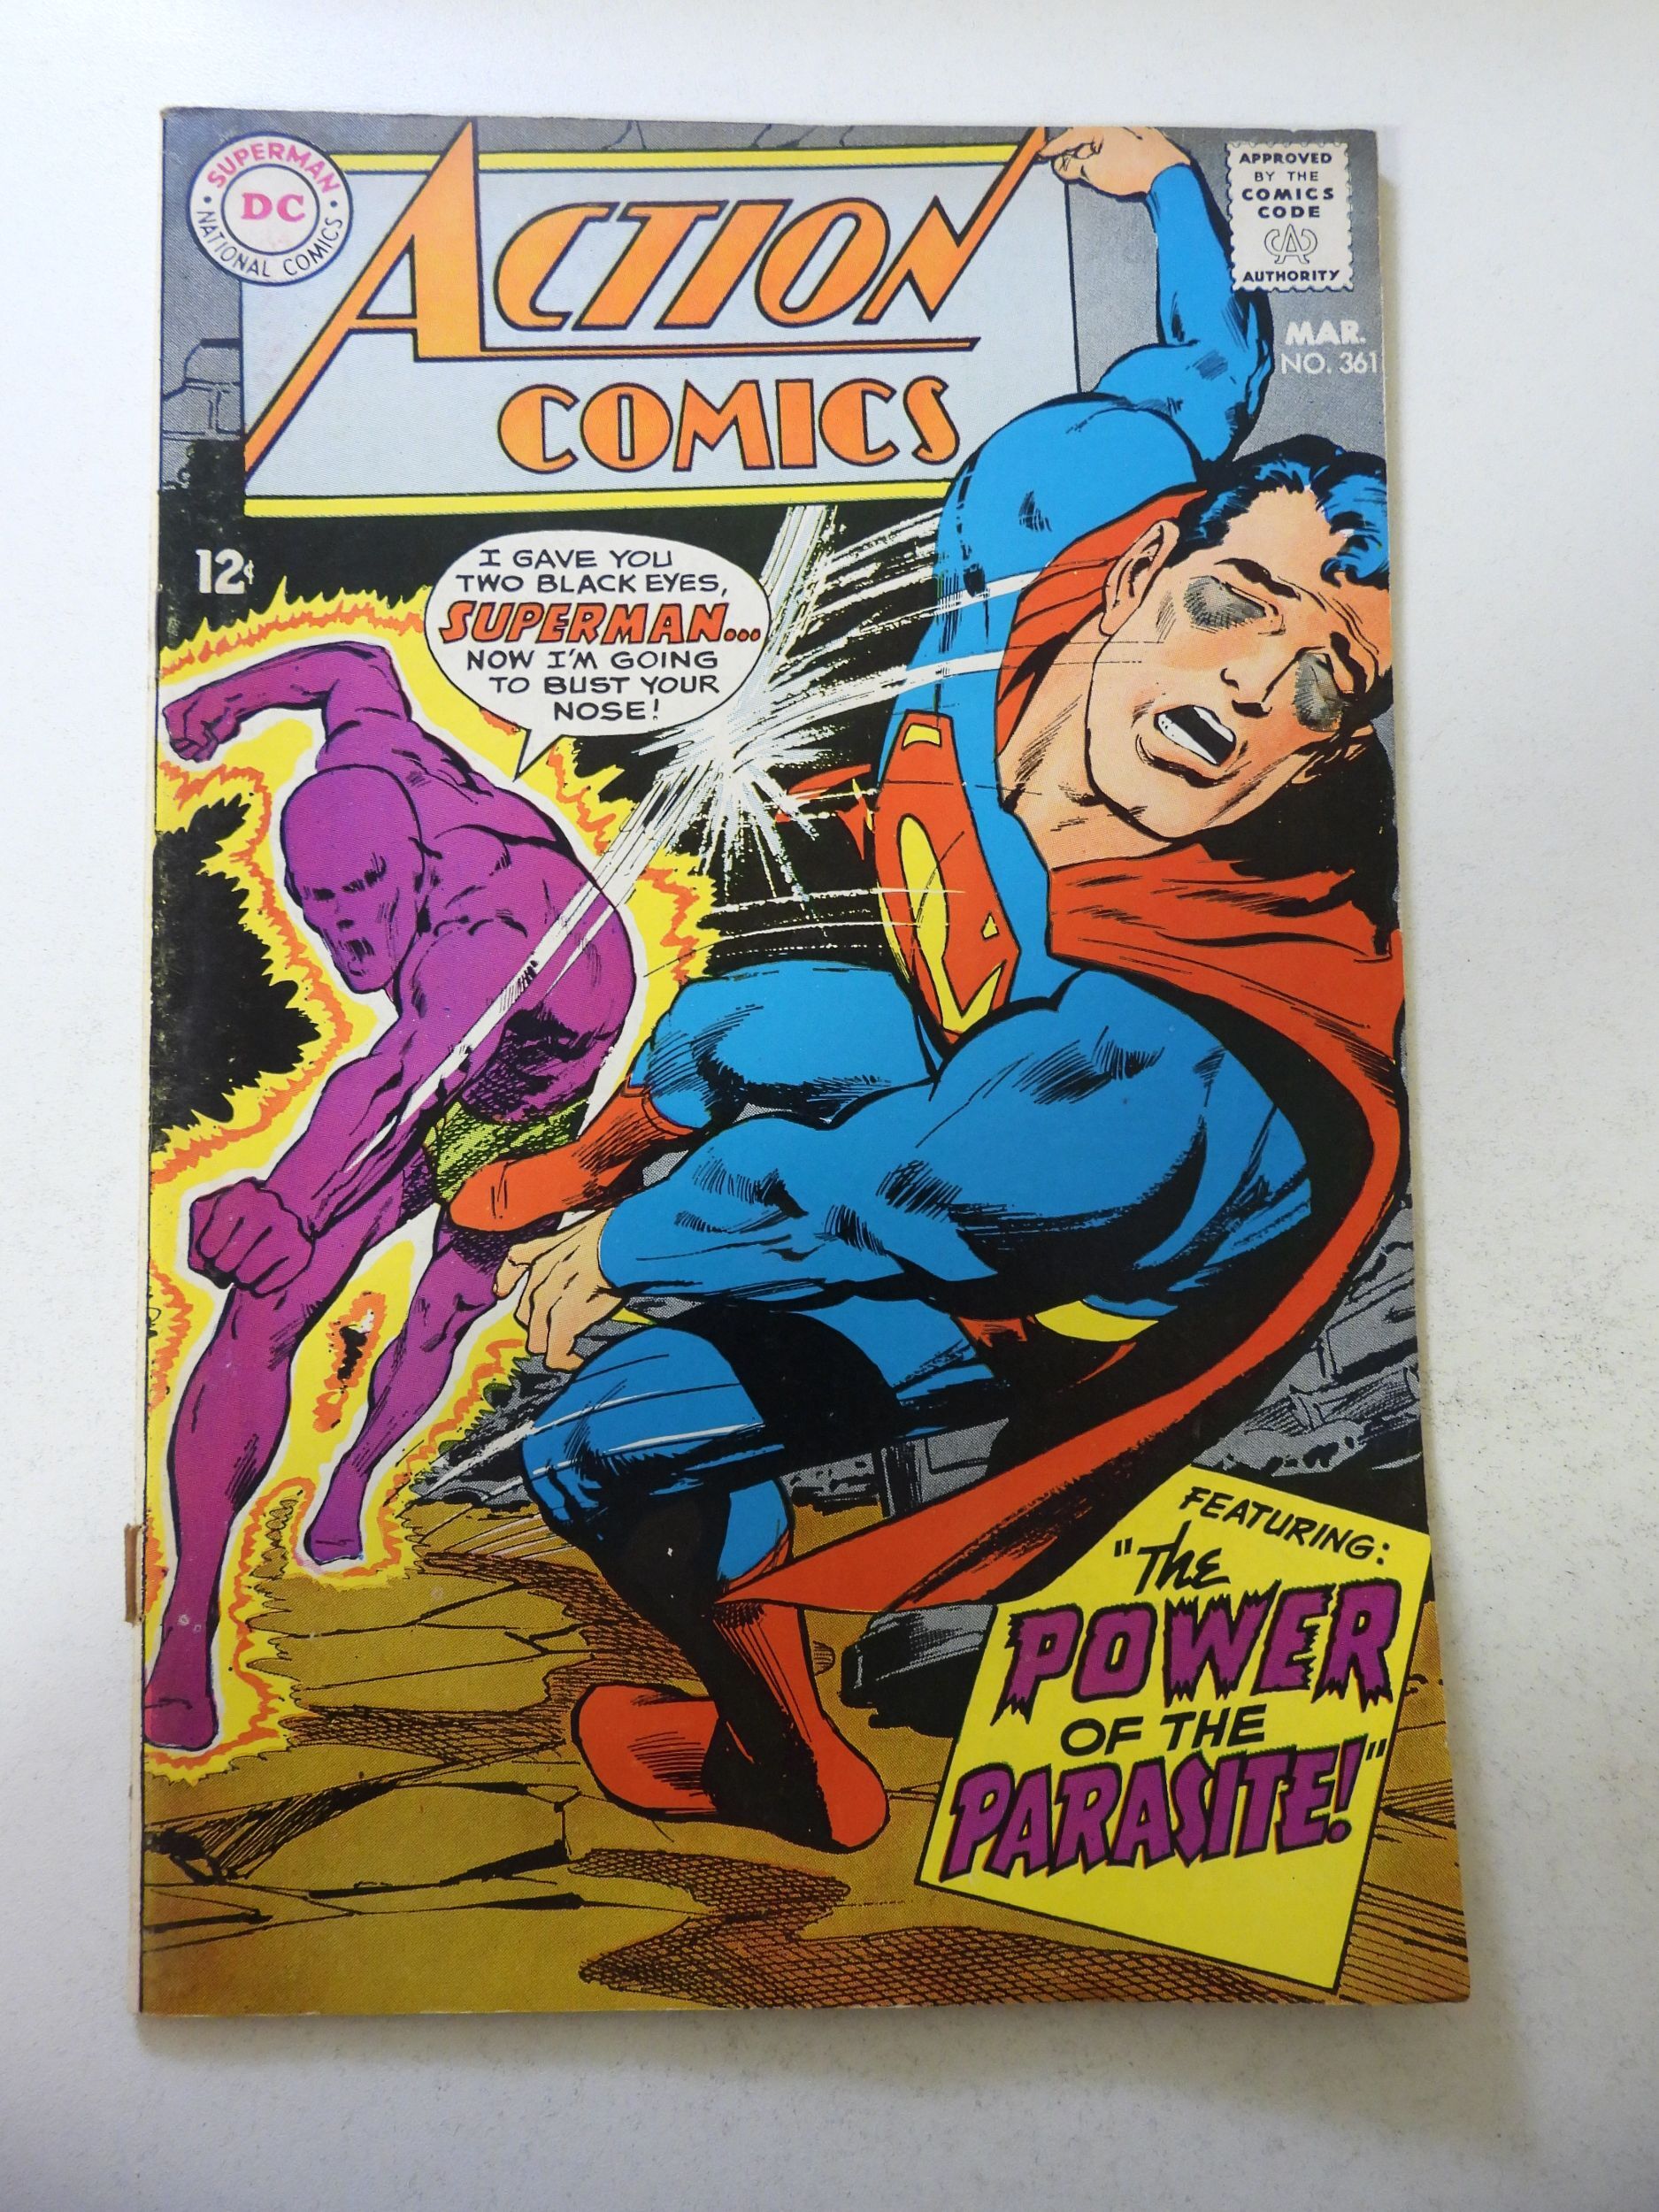 SUPERMAN
DC
NATIONAL COMICS
ACTION
COMICS
APPROVED
BY THE
COMICS
CODE
CA
AUTHORITY
MAR.
NO. 361
12¢
I GAVE YOU
TWO BLACK EYES,
SUPERMAN...
NOW I'M GOING
TO BUST YOUR
NOSE!
FEATURING:
"The
POWER
OF THE
PARASITE!"